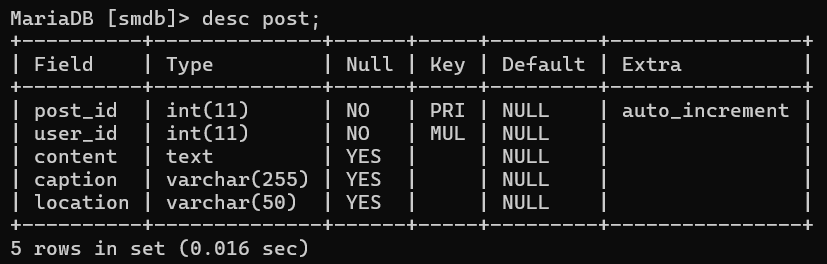 MariaDB [smdb]> desc post;
+----------+--------------+------+-----+---------+----------------+
| Field    | Type         | Null | Key | Default | Extra          |
+----------+--------------+------+-----+---------+----------------+
| post_id  | int(11)      | NO   | PRI | NULL    | auto_increment |
| user_id  | int(11)      | NO   | MUL | NULL    |                |
| content  | text         | YES  |     | NULL    |                |
| caption  | varchar(255) | YES  |     | NULL    |                |
| location | varchar(50)  | YES  |     | NULL    |                |
+----------+--------------+------+-----+---------+----------------+
5 rows in set (0.016 sec)